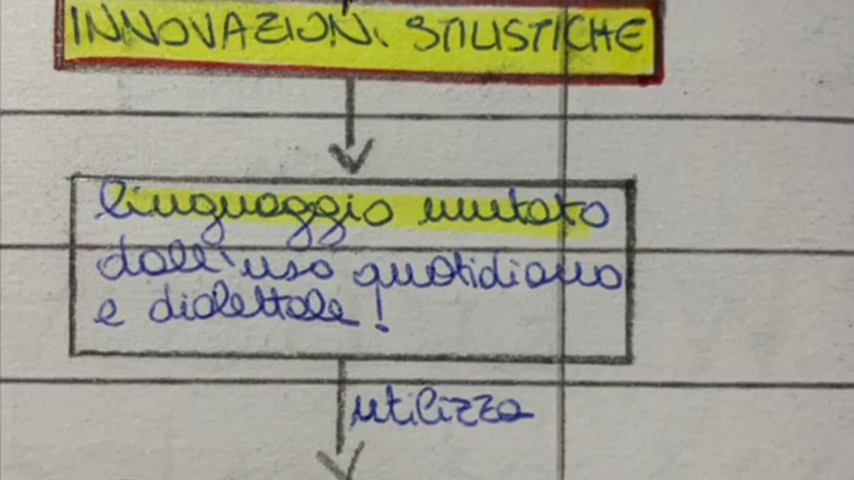 INNOVAZIONI STILISTICHE
linguaggio mutato
dall'uso quotidiano
e dialettale!
utilizza